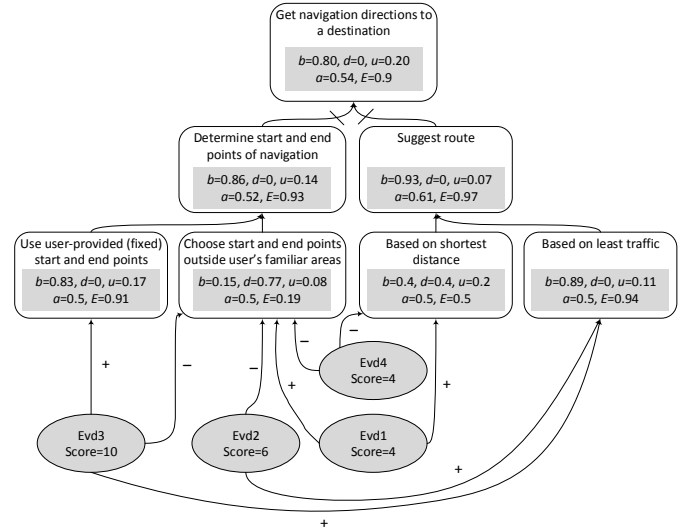 Get navigation directions to
a destination
b=0.80, d=0, u=0.20
a=0.54, E=0.9
Determine start and end
points of navigation
b=0.86, d=0, u=0.14
a=0.52, E=0.93
Suggest route
b=0.93, d=0, u=0.07
a=0.61, E=0.97
Use user-provided (fixed)
start and end points
b=0.83, d=0, u=0.17
a=0.5, E=0.91
Choose start and end points
outside user's familiar areas
b=0.15, d=0.77, u=0.08
a=0.5, E=0.19
Based on shortest
distance
b=0.4, d=0.4, u=0.2
a=0.5, E=0.5
Based on least traffic
b=0.89, d=0, u=0.11
a=0.5, E=0.94
–
–
Evd4
Score=4
+
–
–
+
+
Evd3
Score=10
Evd2
Score=6
Evd1
Score=4
+
+